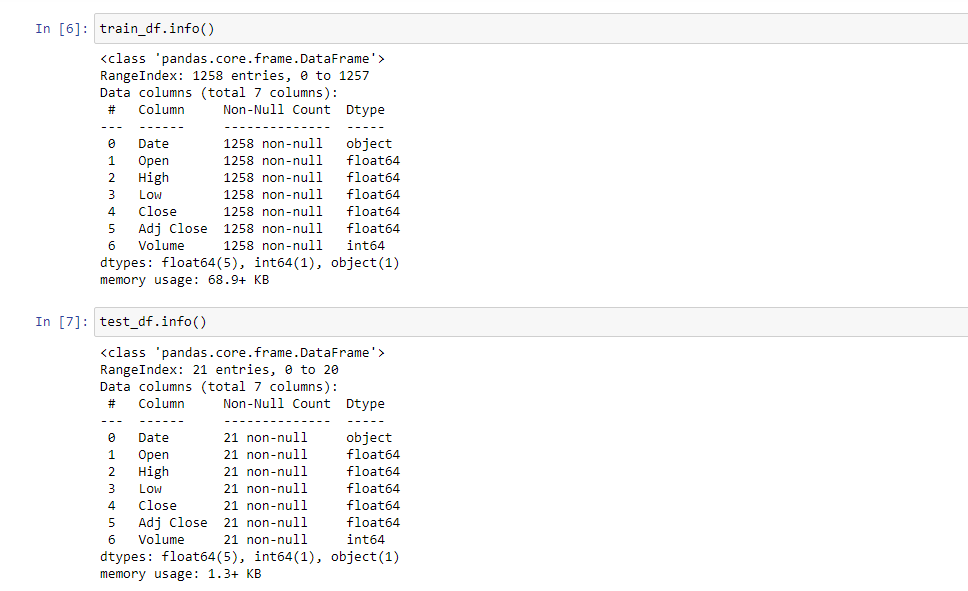 In [6]: train_df.info()
<class 'pandas.core.frame.DataFrame'>
RangeIndex: 1258 entries, 0 to 1257
Data columns (total 7 columns):
 #   Column     Non-Null Count  Dtype
---  ------     --------------  -----
 0   Date       1258 non-null   object
 1   Open       1258 non-null   float64
 2   High       1258 non-null   float64
 3   Low        1258 non-null   float64
 4   Close      1258 non-null   float64
 5   Adj Close  1258 non-null   float64
 6   Volume     1258 non-null   int64
dtypes: float64(5), int64(1), object(1)
memory usage: 68.9+ KB
In [7]: test_df.info()
<class 'pandas.core.frame.DataFrame'>
RangeIndex: 21 entries, 0 to 20
Data columns (total 7 columns):
 #   Column     Non-Null Count  Dtype
---  ------     --------------  -----
 0   Date       21 non-null     object
 1   Open       21 non-null     float64
 2   High       21 non-null     float64
 3   Low        21 non-null     float64
 4   Close      21 non-null     float64
 5   Adj Close  21 non-null     float64
 6   Volume     21 non-null     int64
dtypes: float64(5), int64(1), object(1)
memory usage: 1.3+ KB